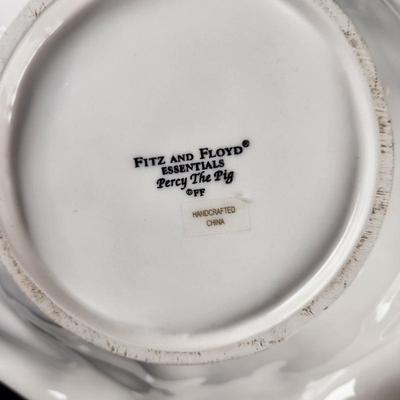 FITZ AND FLOYD®
ESSENTIALS
Percy The Pig
©FF
HANDCRAFTED
CHINA